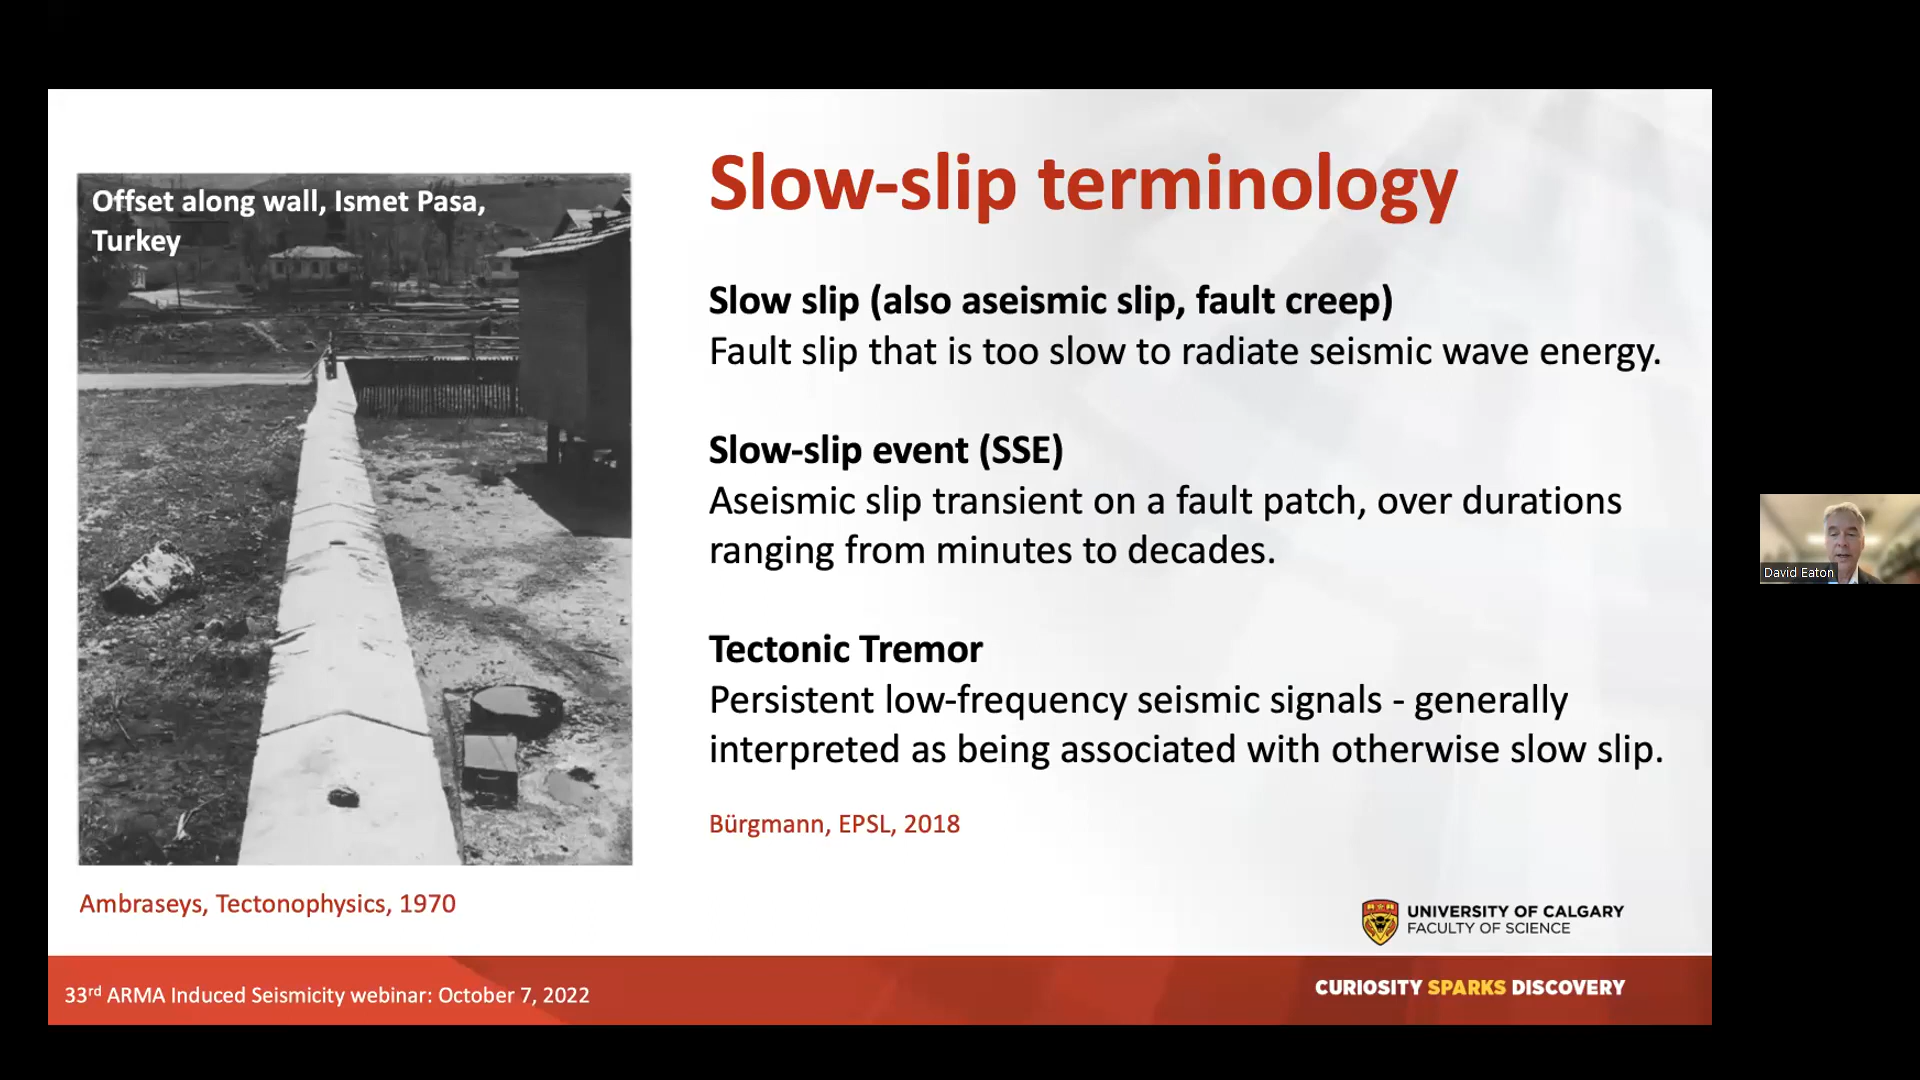 Offset along wall, Ismet Pasa,
Turkey
Ambraseys, Tectonophysics, 1970
Slow-slip terminology
Slow slip (also aseismic slip, fault creep)
Fault slip that is too slow to radiate seismic wave energy.
Slow-slip event (SSE)
Aseismic slip transient on a fault patch, over durations
ranging from minutes to decades.
Tectonic Tremor
Persistent low-frequency seismic signals - generally
interpreted as being associated with otherwise slow slip.
Bürgmann, EPSL, 2018
UNIVERSITY OF CALGARY
FACULTY OF SCIENCE
33rd ARMA Induced Seismicity webinar: October 7, 2022
CURIOSITY SPARKS DISCOVERY
David Eaton